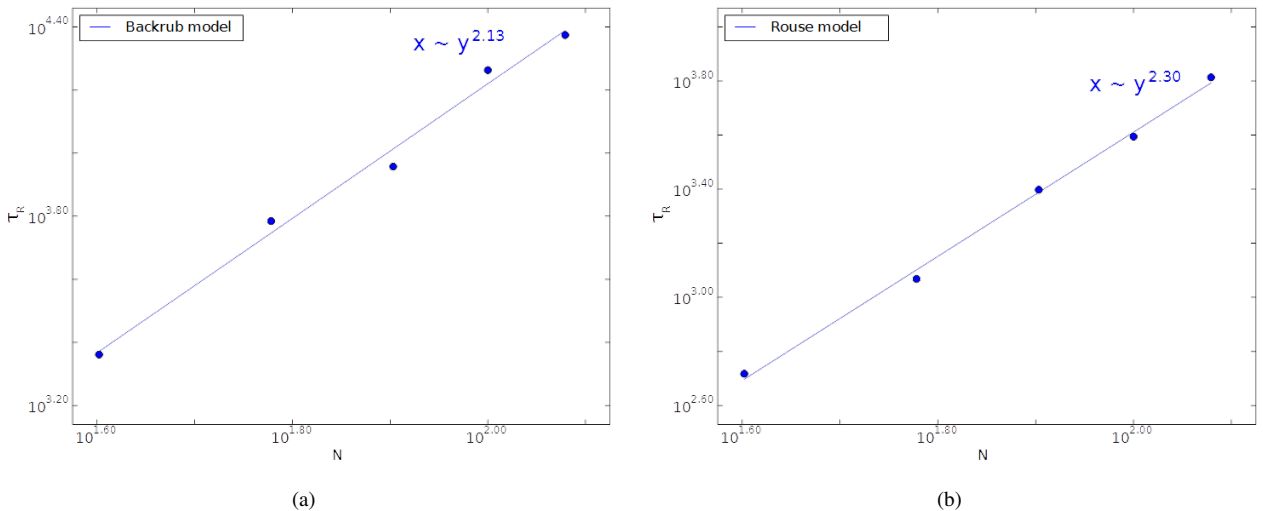 Backrub model
x ~ y^2.13
10^4.40
10^3.80
10^3.20
τ_R
10^1.60 10^1.80 10^2.00
N
(a)
Rouse model
x ~ y^2.30
10^3.80
10^3.40
10^3.00
10^2.60
τ_R
10^1.60 10^1.80 10^2.00
N
(b)